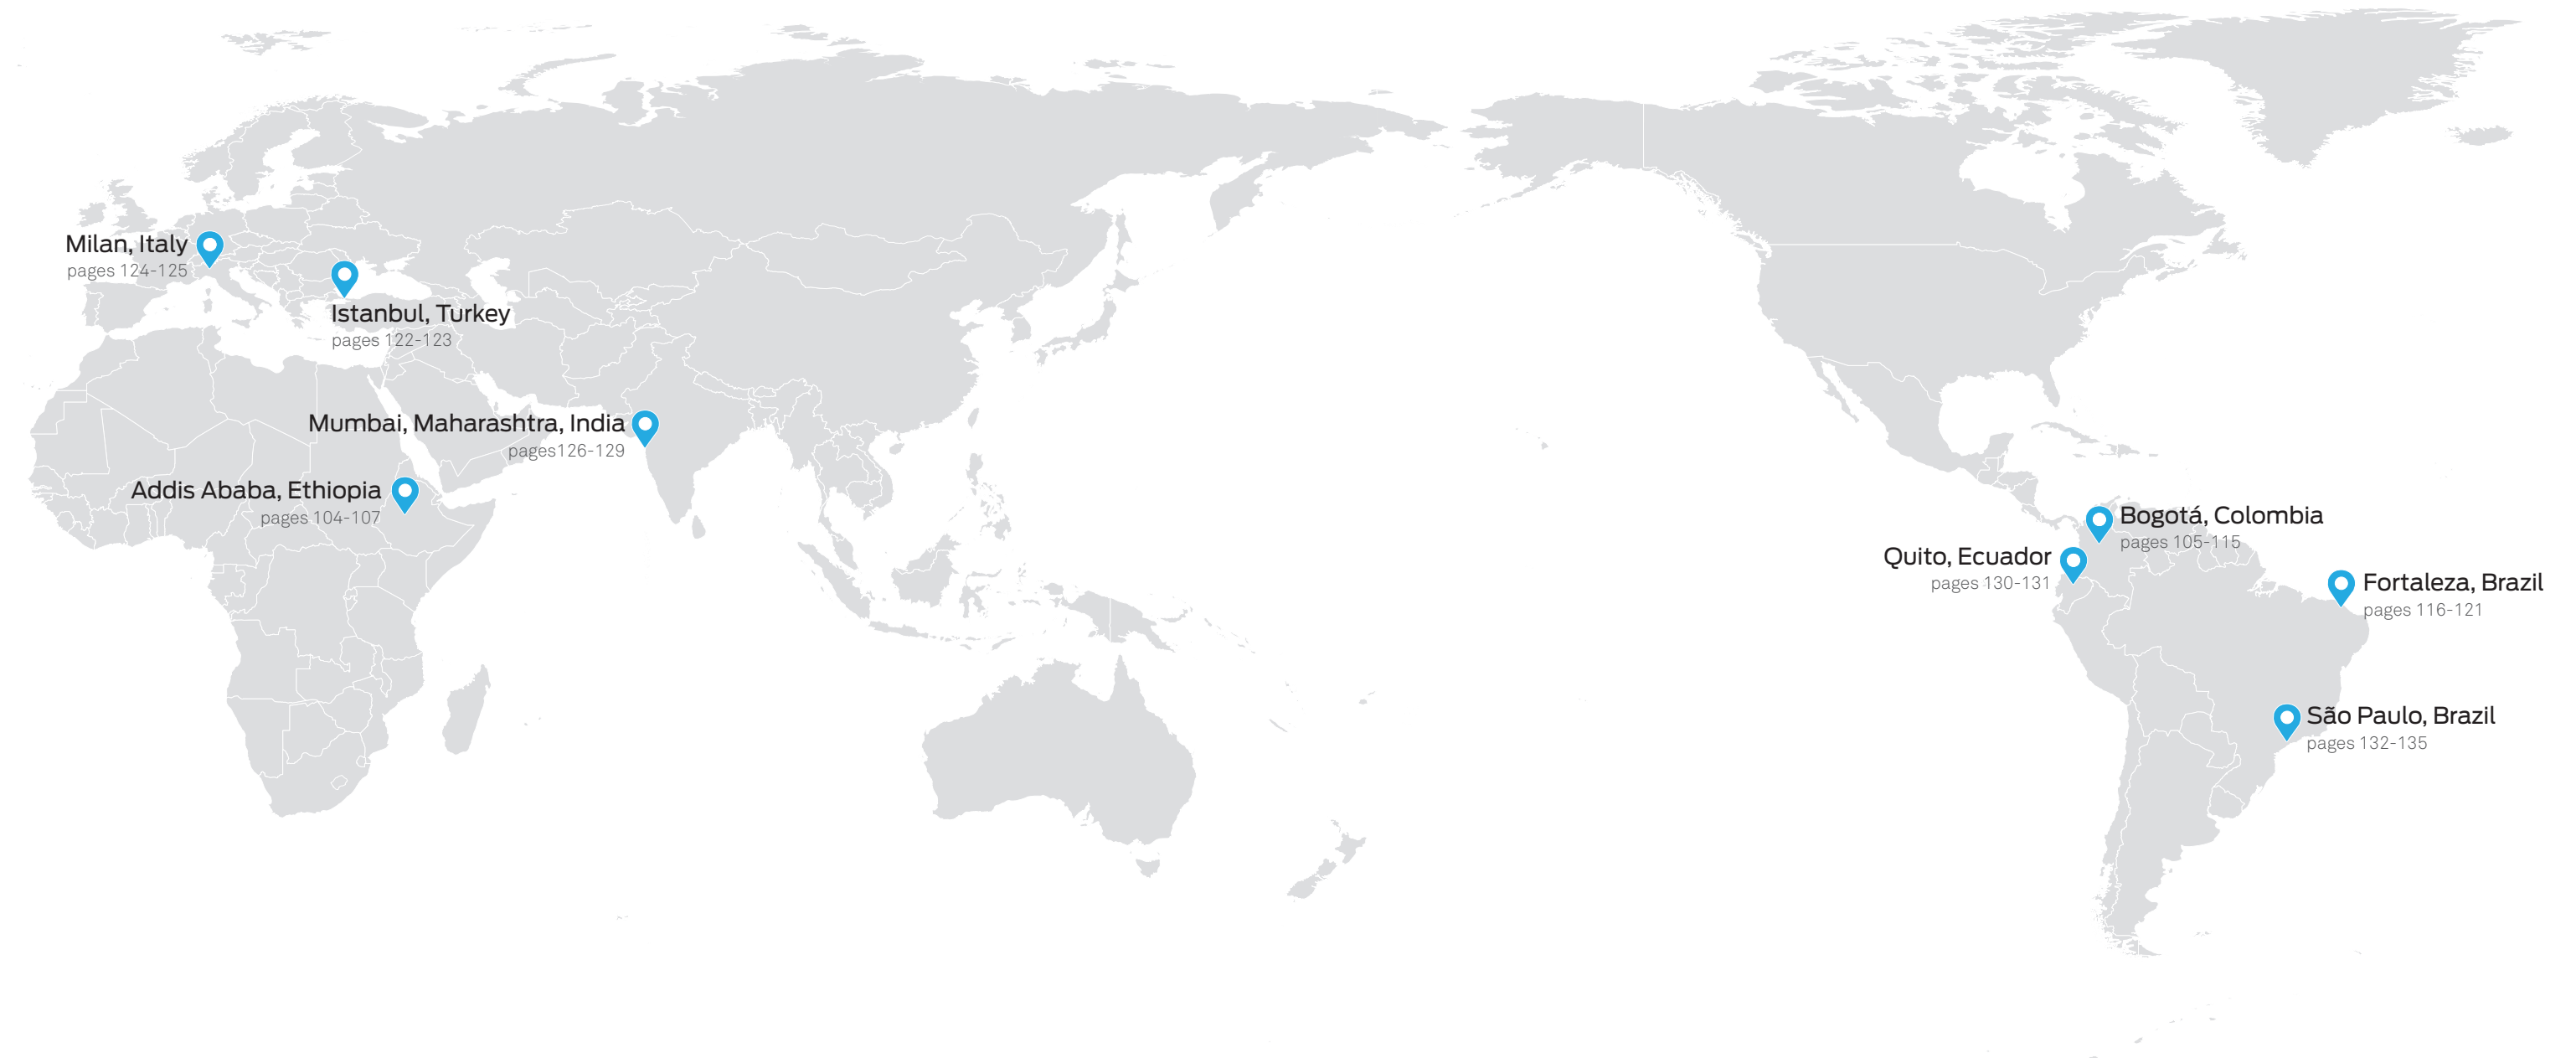 Milan, Italy
pages 124-125
Istanbul, Turkey
pages 122-123
Mumbai, Maharashtra, India
pages126-129
Addis Ababa, Ethiopia
pages 104-107
Bogotá, Colombia
pages 105-115
Quito, Ecuador
pages 130-131
Fortaleza, Brazil
pages 116-121
São Paulo, Brazil
pages 132-135